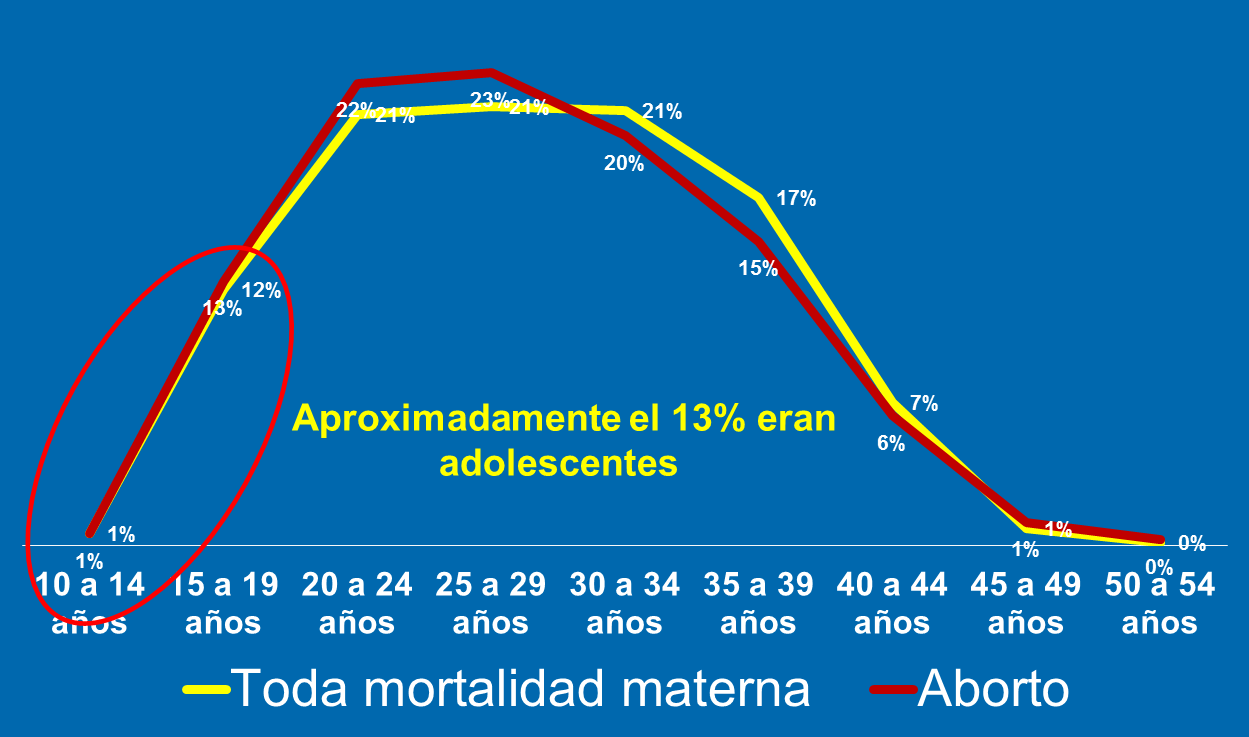 23%
21%
22%
21%
21%
20%
17%
15%
12%
13%
Aproximadamente el 13% eran
adolescentes
7%
6%
1%
1%
1%
1%
0%
0%
10 a 14
años
15 a 19
años
20 a 24
años
25 a 29
años
30 a 34
años
35 a 39
años
40 a 44
años
45 a 49
años
50 a 54
años
Toda mortalidad materna
Aborto